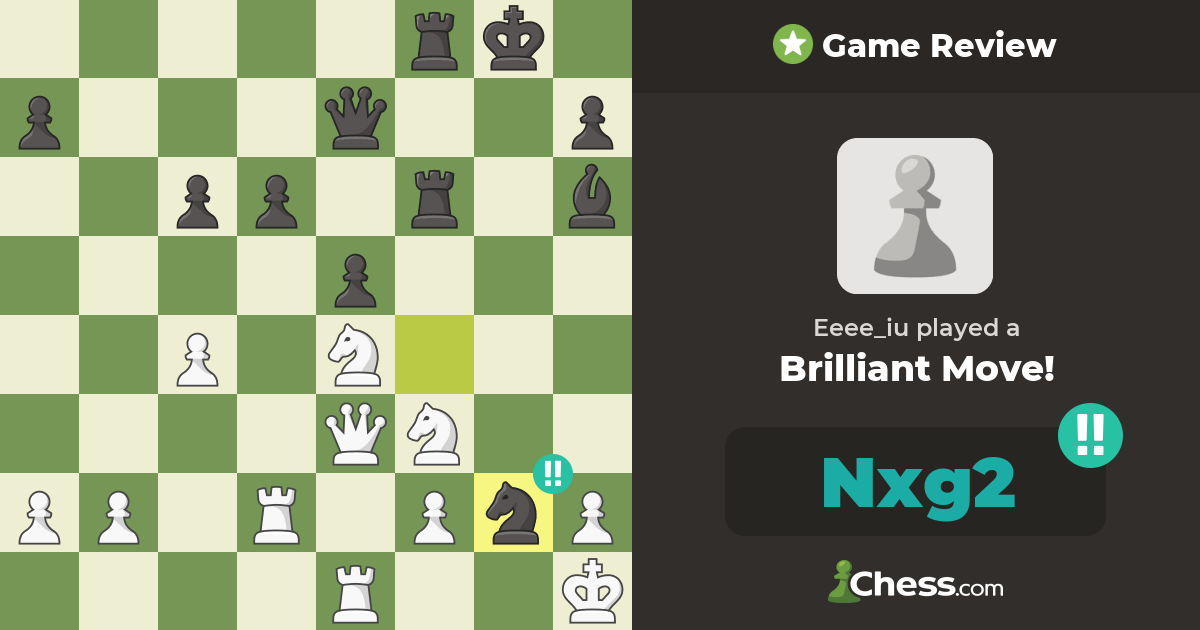 Game Review
Eeee_iu played a
Brilliant Move!
!!
Nxg2
!!
Chess.com